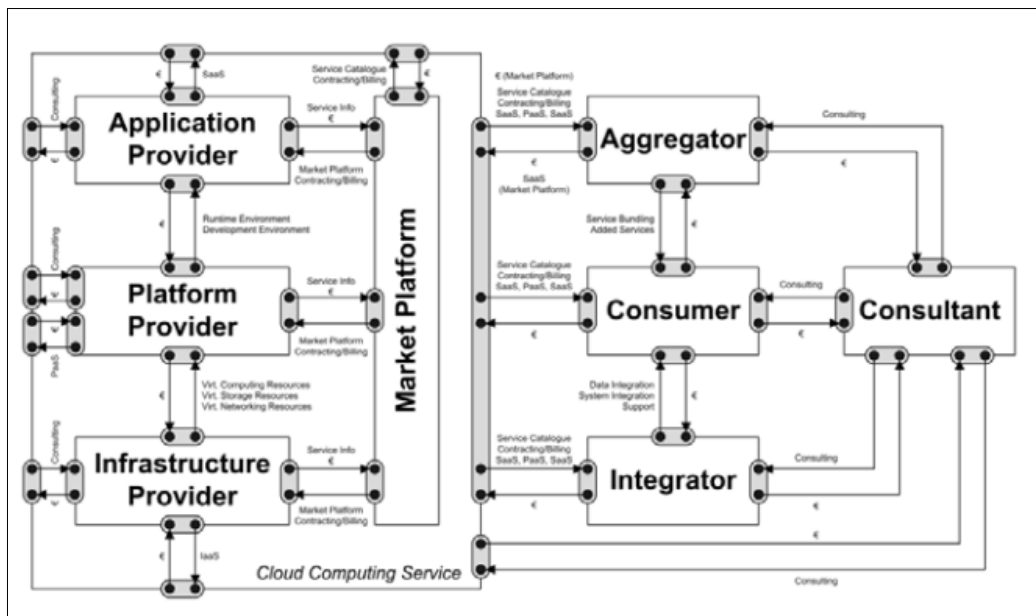 €
SaaS
Service Catalogue
Contracting/Billing
€
€ (Market Platform)
Service Catalogue
Contracting/Billing
SaaS, PaaS, SaaS
Consulting
€
Application
Provider
Service Info
€
Market Platform
Contracting/Billing
Aggregator
€
SaaS
(Market Platform)
Consulting
€
€
Runtime Environment
Development Environment
Service Bundling
Added Services
€
Consulting
€
€
PaaS
Platform
Provider
Service Info
€
Market Platform
Contracting/Billing
Market Platform
Service Catalogue
Contracting/Billing
SaaS, PaaS, SaaS
€
Consumer
Consulting
€
Consultant
€
Virt. Computing Resources
Virt. Storage Resources
Virt. Networking Resources
Data Integration
System Integration
Support
€
Consulting
€
Infrastructure
Provider
Service Info
€
Market Platform
Contracting/Billing
Service Catalogue
Contracting/Billing
SaaS, PaaS, SaaS
€
Integrator
Consulting
€
€
IaaS
Cloud Computing Service
€
Consulting